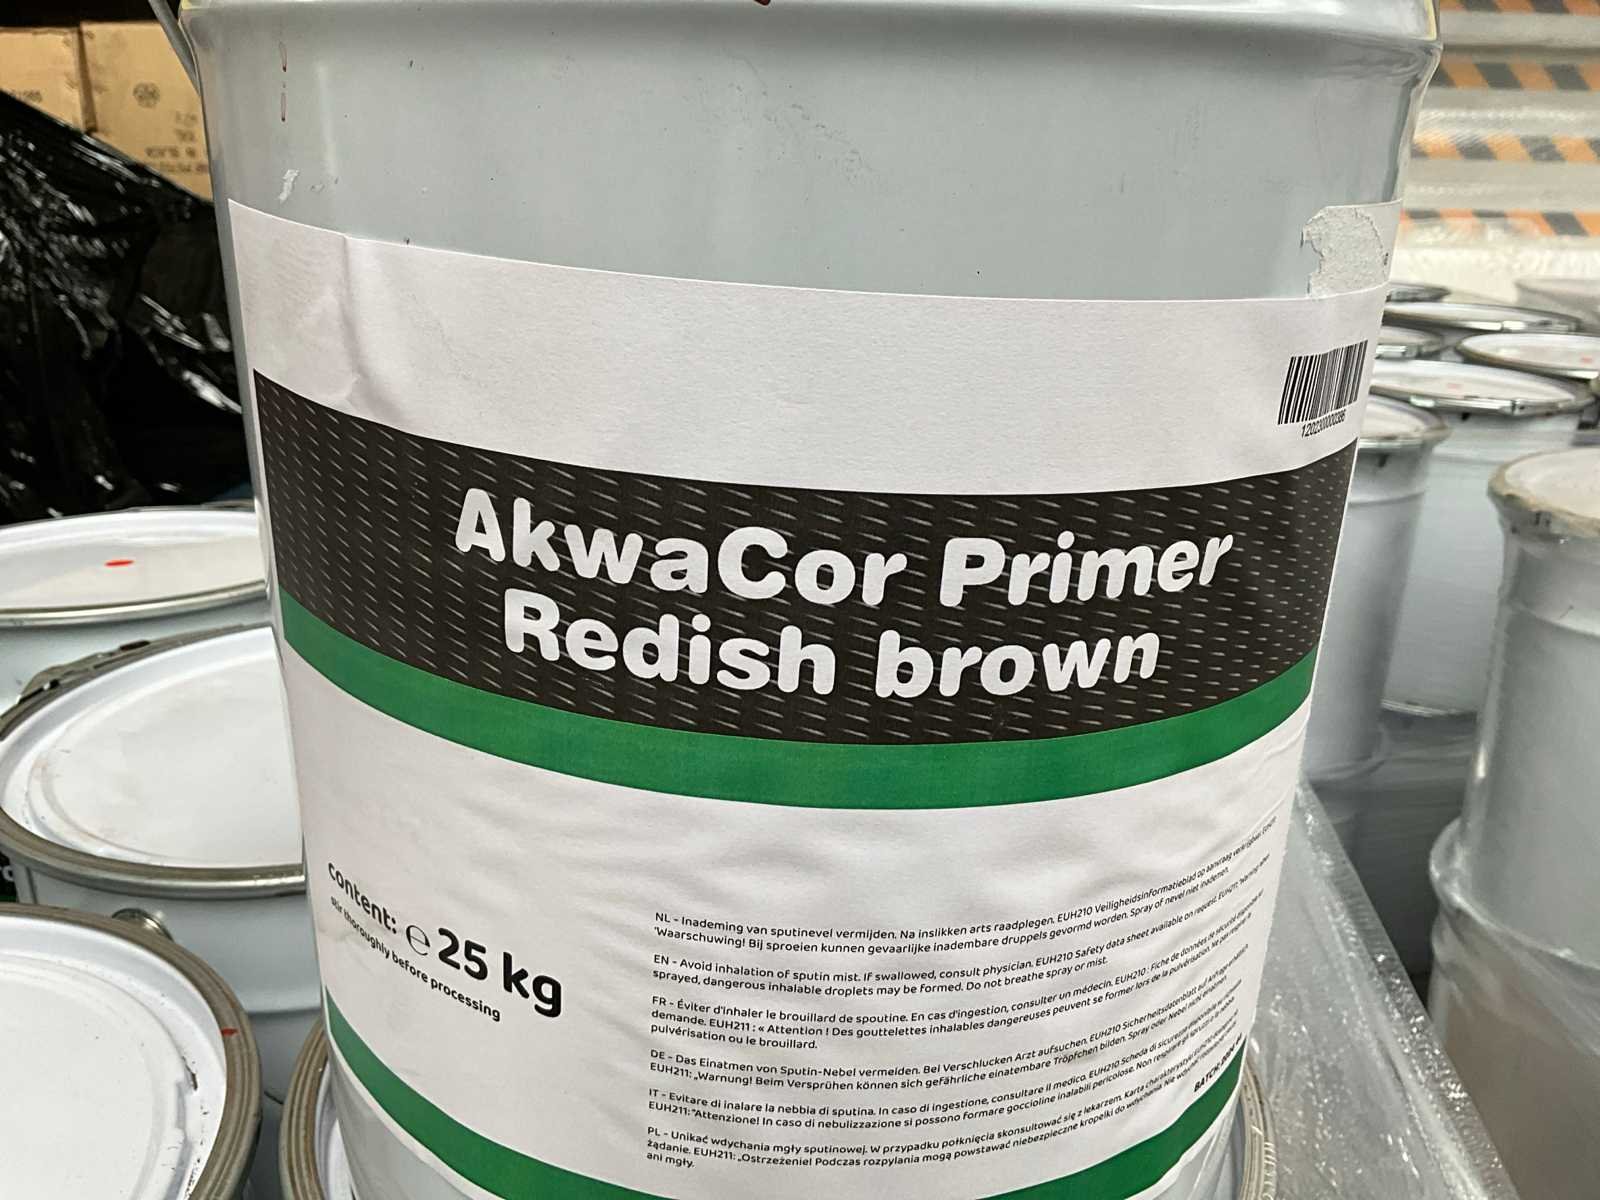 120230000386
AkwaCor Primer
Redish brown
content: ℮ 25 kg
Stir thoroughly before processing
NL - Inademing van sputinevel vermijden. Na inslikken arts raadplegen. EUH210 Veiligheidsinformatieblad op aanvraag verkrijgbaar. EUH211:
'Waarschuwing! Bij sproeien kunnen gevaarlijke inadembare druppels gevormd worden. Spray of nevel niet inademen.
EN - Avoid inhalation of sputin mist. If swallowed, consult physician. EUH210 Safety data sheet available on request. EUH211: 'Warning! When
sprayed, dangerous inhalable droplets may be formed. Do not breathe spray or mist.
FR - Éviter d'inhaler le brouillard de spoutine. En cas d'ingestion, consulter un médecin. EUH210 : Fiche de données de sécurité disponible sur
demande. EUH211 : « Attention ! Des gouttelettes inhalables dangereuses peuvent se former lors de la pulvérisation. Ne pas respirer la
pulvérisation ou le brouillard.
DE - Das Einatmen von Sputin-Nebel vermeiden. Bei Verschlucken Arzt aufsuchen. EUH210 Sicherheitsdatenblatt auf Anfrage erhältlich.
EUH211: „Warnung! Beim Versprühen können sich gefährliche einatembare Tröpfchen bilden. Spray oder Nebel nicht einatmen.
IT - Evitare di inalare la nebbia di sputina. In caso di ingestione, consultare il medico. EUH210 Scheda di sicurezza disponibile su richiesta.
EUH211: "Attenzione! In caso di nebulizzazione si possono formare goccioline inalabili pericolose. Non respirare gli spruzzi o la nebbia.
PL - Unikać wdychania mgły sputinowej. W przypadku połknięcia skonsultować się z lekarzem. Karta charakterystyki EUH210 dostępna na
żądanie. EUH211: „Ostrzeżenie! Podczas rozpylania mogą powstawać niebezpieczne kropelki do wdychania. Nie wdychać rozpylonej cieczy
ani mgły.
BATCH: